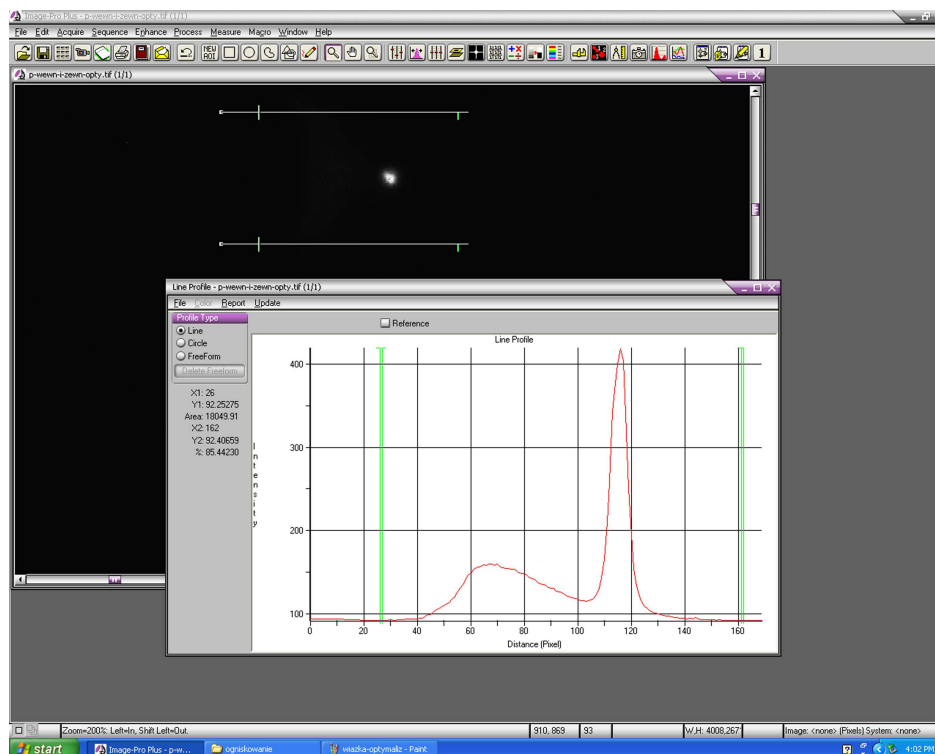 Image-Pro Plus - p-wewn-i-zewn-opty.tif (1/1)
File Edit Acquire Sequence Enhance Process Measure Macro Window Help
NEW AOI 1
p-wewn-i-zewn-opty.tif (1/1)
Line Profile - p-wewn-i-zewn-opty.tif (1/1)
File Color Report Update
Profile Type
Line
Circle
FreeForm
Delete Freeform
Reference
X1: 26
Y1: 92.25275
Area: 18049.91
X2: 162
Y2: 92.40659
%: 85.44230
Line Profile
Intensity
400
300
200
100
0 20 40 60 80 100 120 140 160
Distance (Pixel)
Zoom=200%: Left=In, Shift Left=Out. 910, 869 93 W,H: 4008,267 Image: <none> (Pixels) System: <none>
start Image-Pro Plus - p-w... ogniskowanie wiazka-optymaliz - Paint 4:02 PM